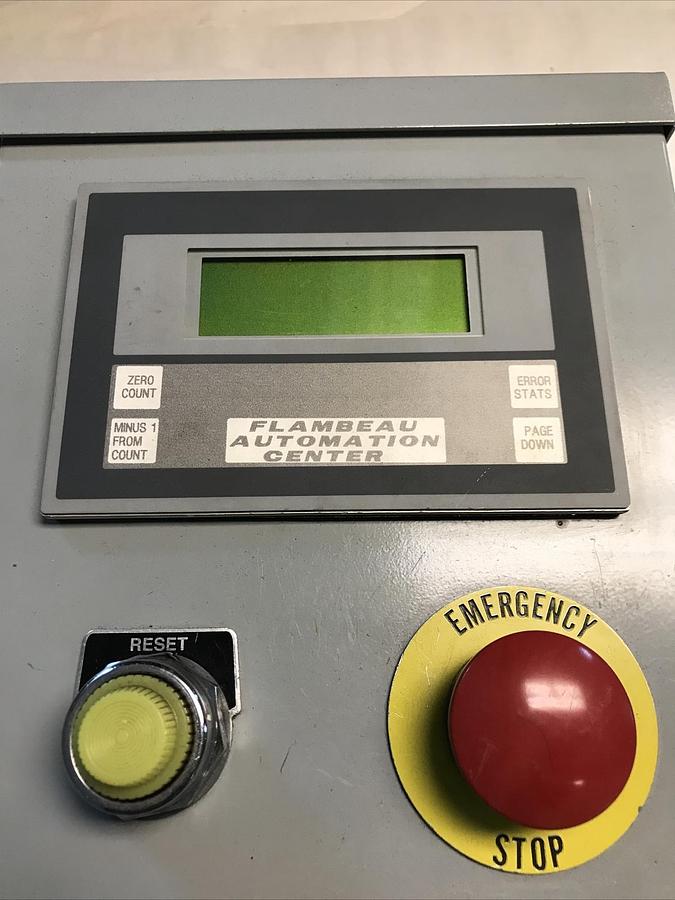 ZERO
COUNT
ERROR
STATS
MINUS 1
FROM
COUNT
FLAMBEAU
AUTOMATION
CENTER
PAGE
DOWN
RESET
EMERGENCY
STOP